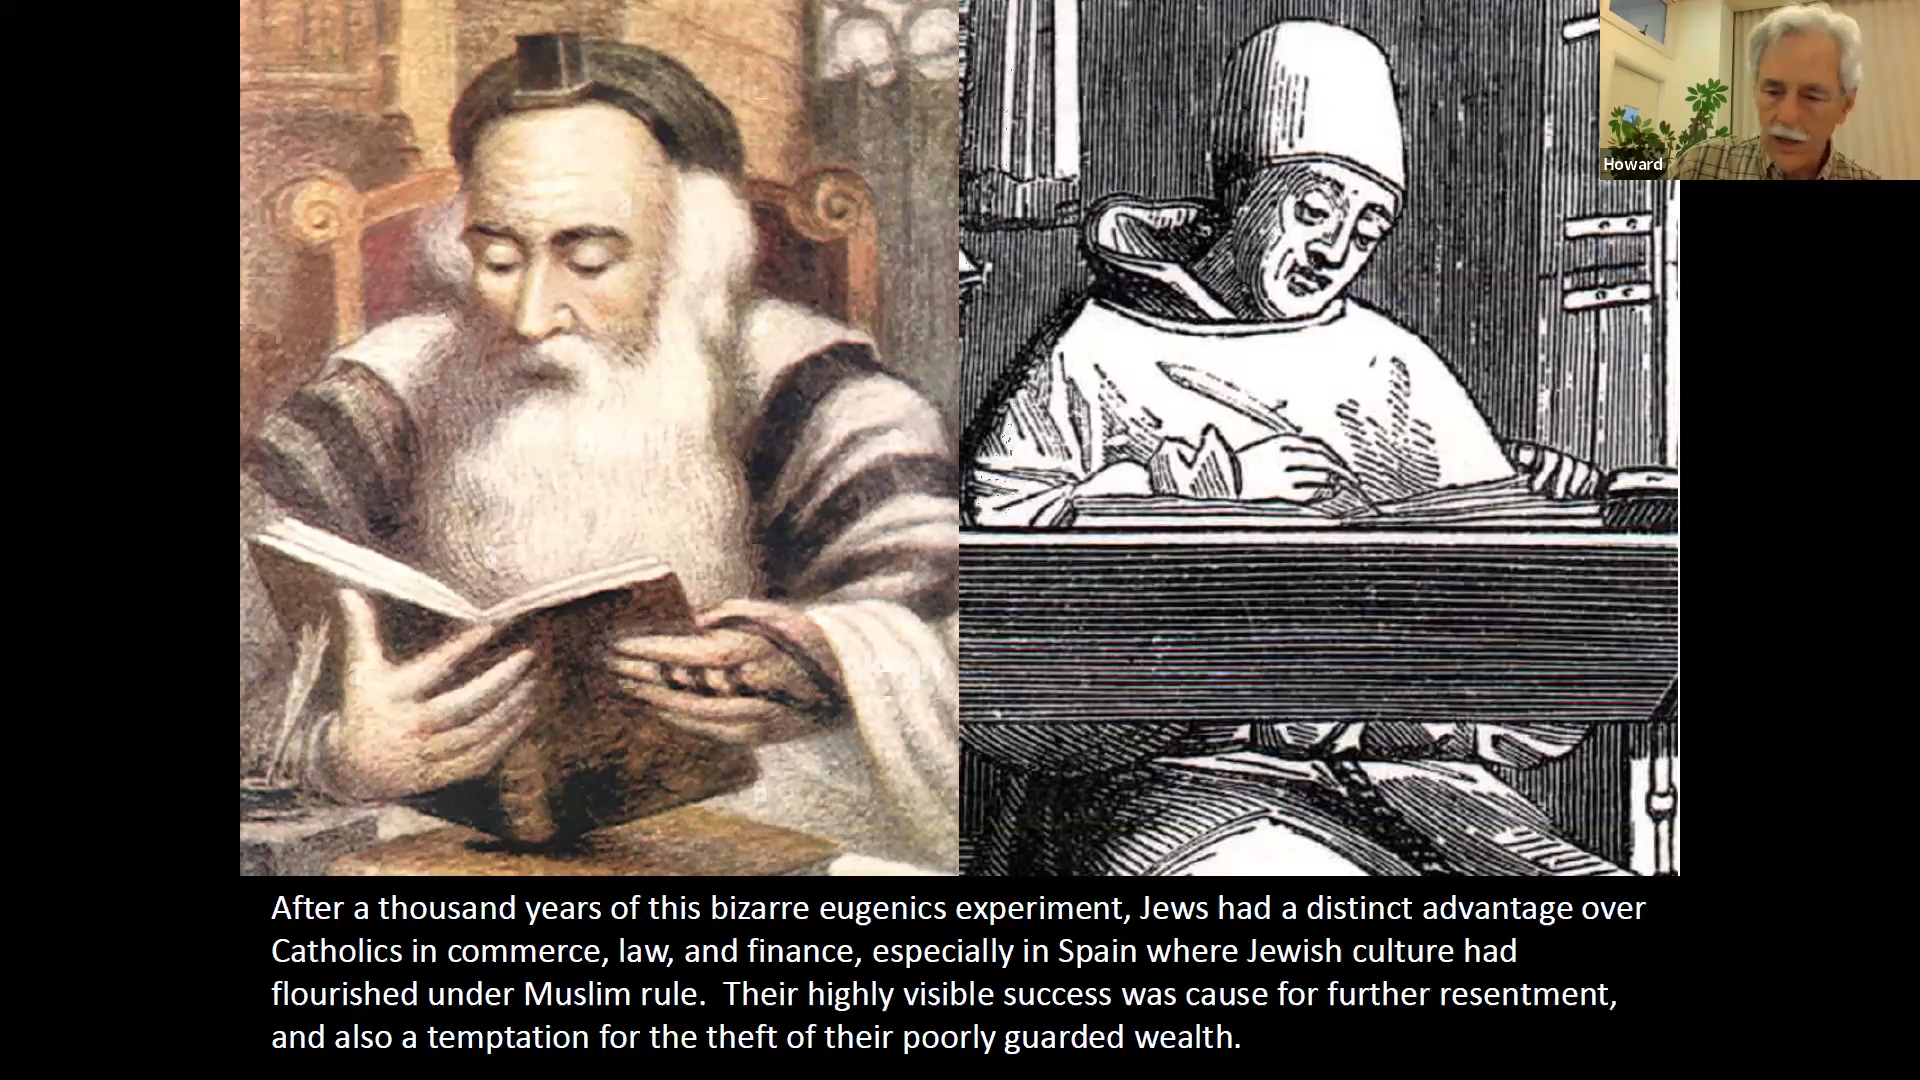 Howard
After a thousand years of this bizarre eugenics experiment, Jews had a distinct advantage over
Catholics in commerce, law, and finance, especially in Spain where Jewish culture had
flourished under Muslim rule.  Their highly visible success was cause for further resentment,
and also a temptation for the theft of their poorly guarded wealth.